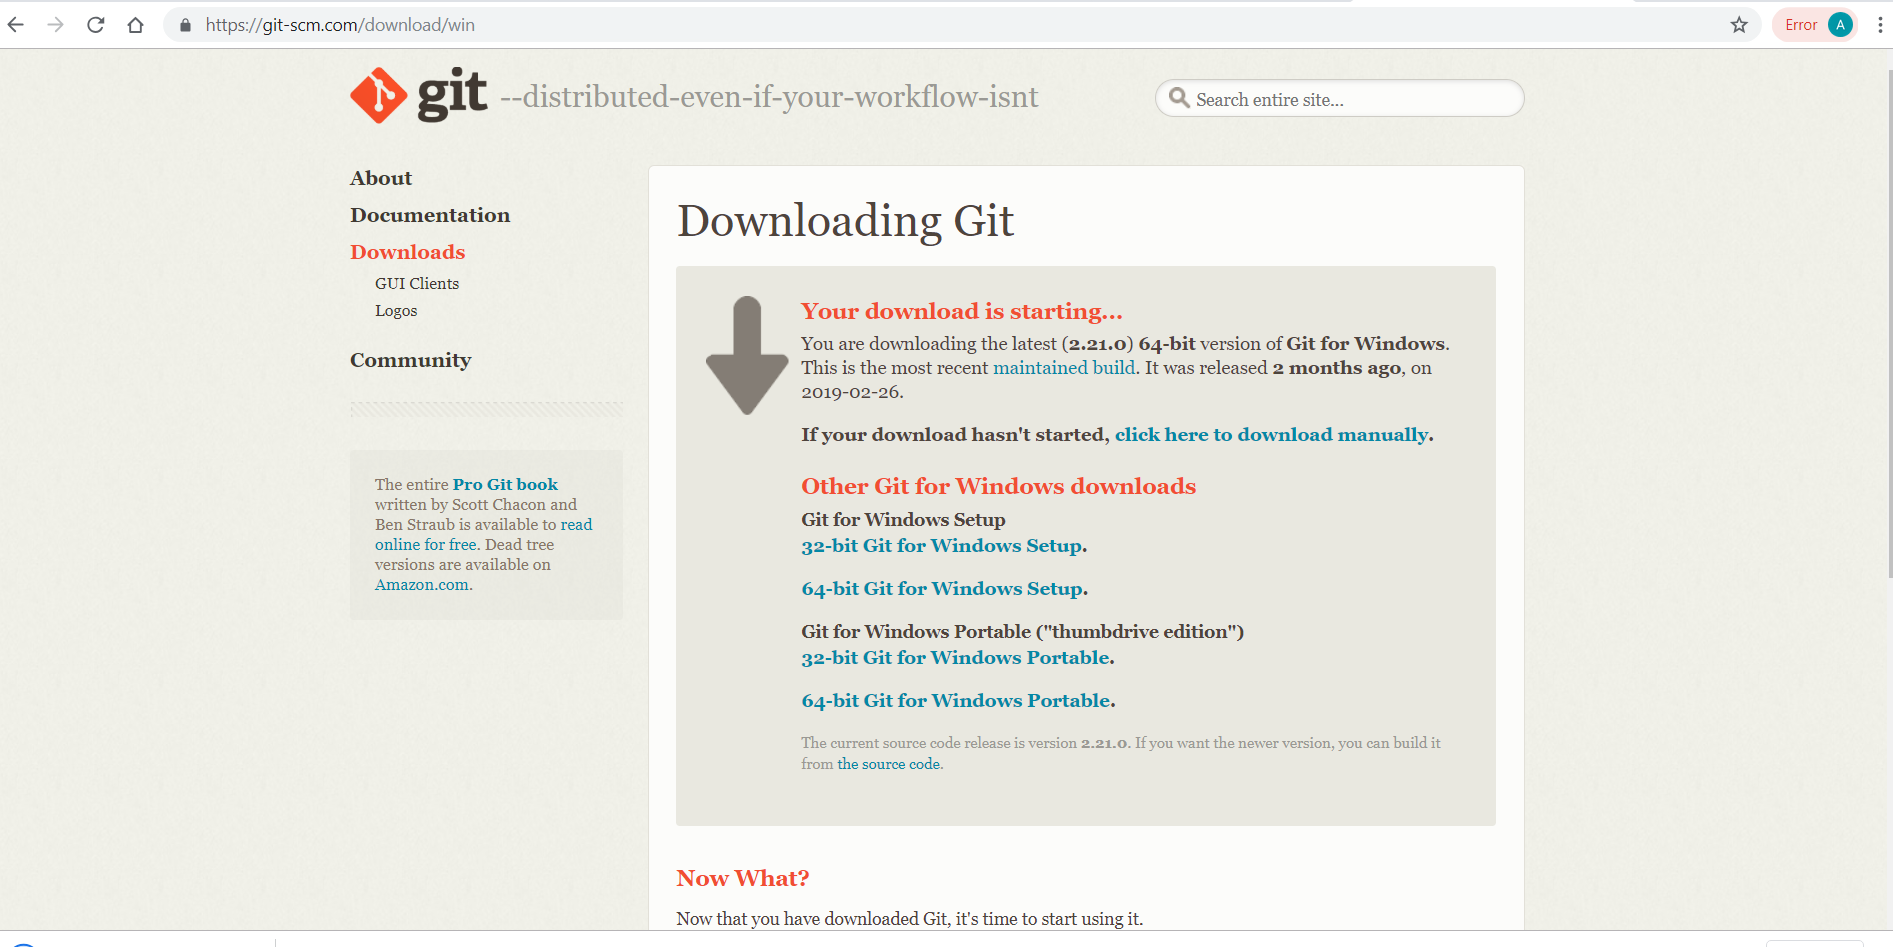 https://git-scm.com/download/win
Error A
git --distributed-even-if-your-workflow-isnt
Search entire site...
About
Documentation
Downloads
GUI Clients
Logos
Community
The entire Pro Git book
written by Scott Chacon and
Ben Straub is available to read
online for free. Dead tree
versions are available on
Amazon.com.
Downloading Git
Your download is starting...
You are downloading the latest (2.21.0) 64-bit version of Git for Windows.
This is the most recent maintained build. It was released 2 months ago, on
2019-02-26.
If your download hasn't started, click here to download manually.
Other Git for Windows downloads
Git for Windows Setup
32-bit Git for Windows Setup.
64-bit Git for Windows Setup.
Git for Windows Portable ("thumbdrive edition")
32-bit Git for Windows Portable.
64-bit Git for Windows Portable.
The current source code release is version 2.21.0. If you want the newer version, you can build it
from the source code.
Now What?
Now that you have downloaded Git, it's time to start using it.